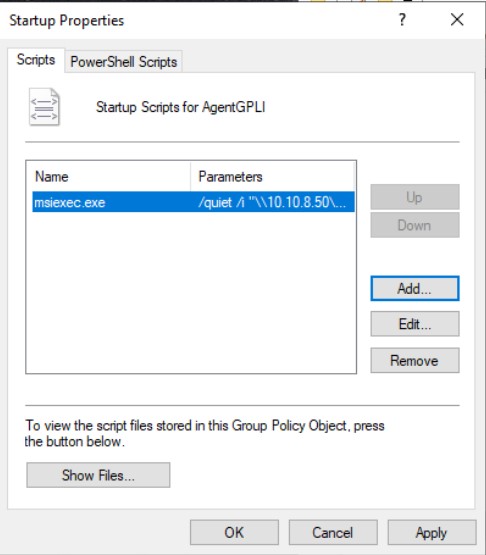 Startup Properties
?
Scripts PowerShell Scripts
Startup Scripts for AgentGPLI
Name Parameters
msiexec.exe /quiet /i "\\10.10.8.50\...
Up
Down
Add...
Edit...
Remove
To view the script files stored in this Group Policy Object, press
the button below.
Show Files...
OK Cancel Apply